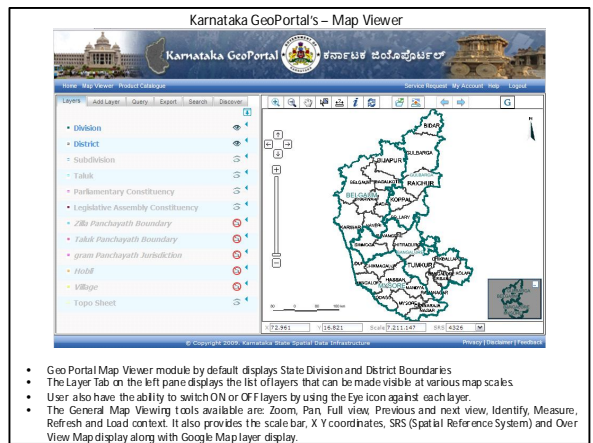 Karnataka GeoPortal's – Map Viewer
Karnataka GeoPortal
ಕರ್ನಾಟಕ ಜಿಯೊಪೊರ್ಟಲ್
Home Map Viewer Product Catalogue
Service Request My Account Help Logout
Layers Add Layer Query Export Search Discover
G
Division
District
Subdivision
Taluk
Parliamentary Constituency
Legislative Assembly Constituency
Zilla Panchayath Boundary
Taluk Panchayath Boundary
gram Panchayath Jurisdiction
Hobli
Village
Topo Sheet
N
BIDAR
GULBARGA
BIJAPUR
GULBARGA
BELGAUM
BAGALKOTE
RAICHUR
BELGAUM
KOPPAL
BELLARY
SHIMOGA
CHITRADURGA
TUMKUR
HASSAN
MYSORE
X 72.961 Y 16.821 Scale 7,211,147 SRS 4326
© Copyright 2009. Karnataka State Spatial Data Infrastructure
Privacy | Disclaimer | Feedback
• Geo Portal Map Viewer module by default displays State Division and District Boundaries
• The Layer Tab on the left pane displays the list of layers that can be made visible at various map scales.
• User also have the ability to switch ON or OFF layers by using the Eye icon against each layer.
• The General Map Viewing tools available are: Zoom, Pan, Full view, Previous and next view, Identify, Measure,
Refresh and Load context. It also provides the scale bar, X Y coordinates, SRS (Spatial Reference System) and Over
View Map display along with Google Map layer display.